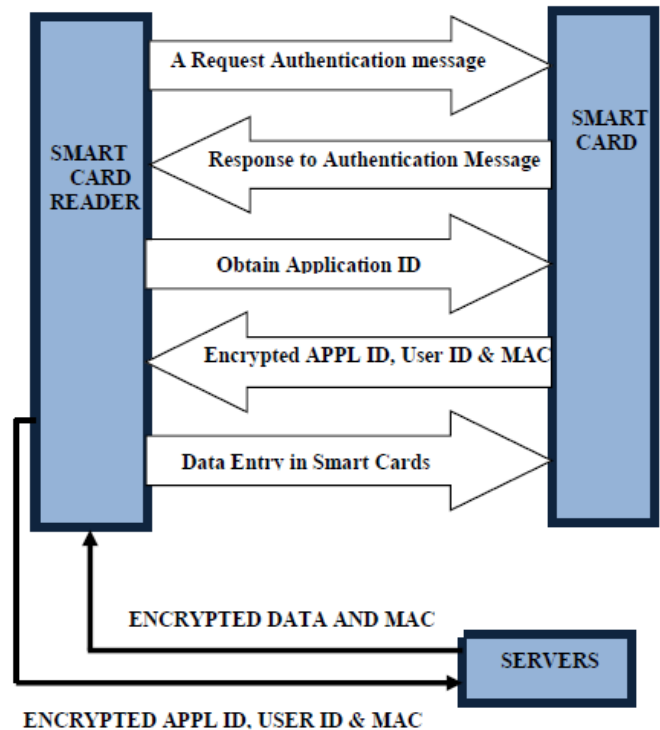 A Request Authentication message
SMART
CARD
SMART
CARD
READER
Response to Authentication Message
Obtain Application ID
Encrypted APPL ID, User ID & MAC
Data Entry in Smart Cards
ENCRYPTED DATA AND MAC
SERVERS
ENCRYPTED APPL ID, USER ID & MAC